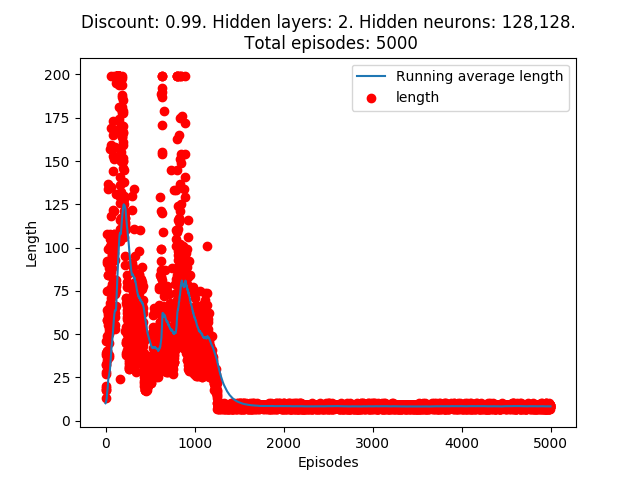 Discount: 0.99. Hidden layers: 2. Hidden neurons: 128,128.
Total episodes: 5000
Running average length
length
Length
200
175
150
125
100
75
50
25
0
0 1000 2000 3000 4000 5000
Episodes